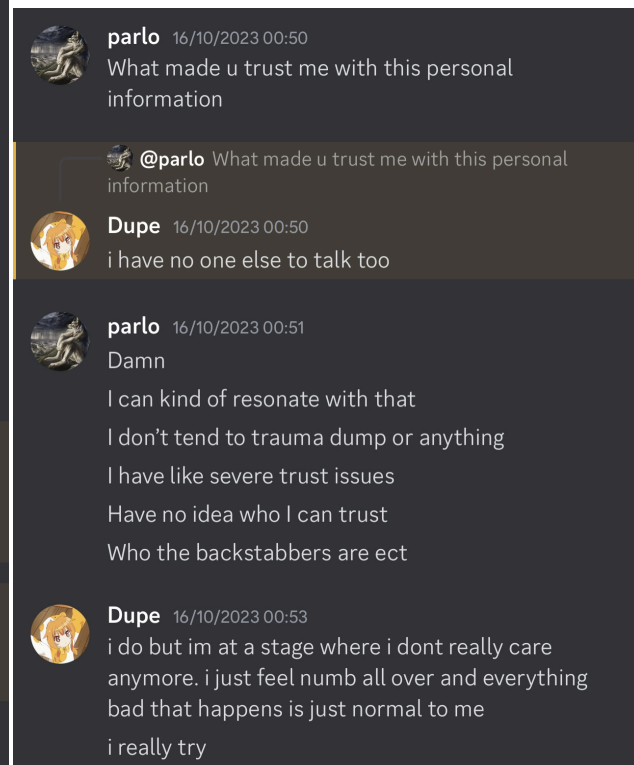 parlo 16/10/2023 00:50
What made u trust me with this personal
information
@parlo What made u trust me with this personal
information
Dupe 16/10/2023 00:50
i have no one else to talk too
parlo 16/10/2023 00:51
Damn
I can kind of resonate with that
I don’t tend to trauma dump or anything
I have like severe trust issues
Have no idea who I can trust
Who the backstabbers are ect
Dupe 16/10/2023 00:53
i do but im at a stage where i dont really care
anymore. i just feel numb all over and everything
bad that happens is just normal to me
i really try